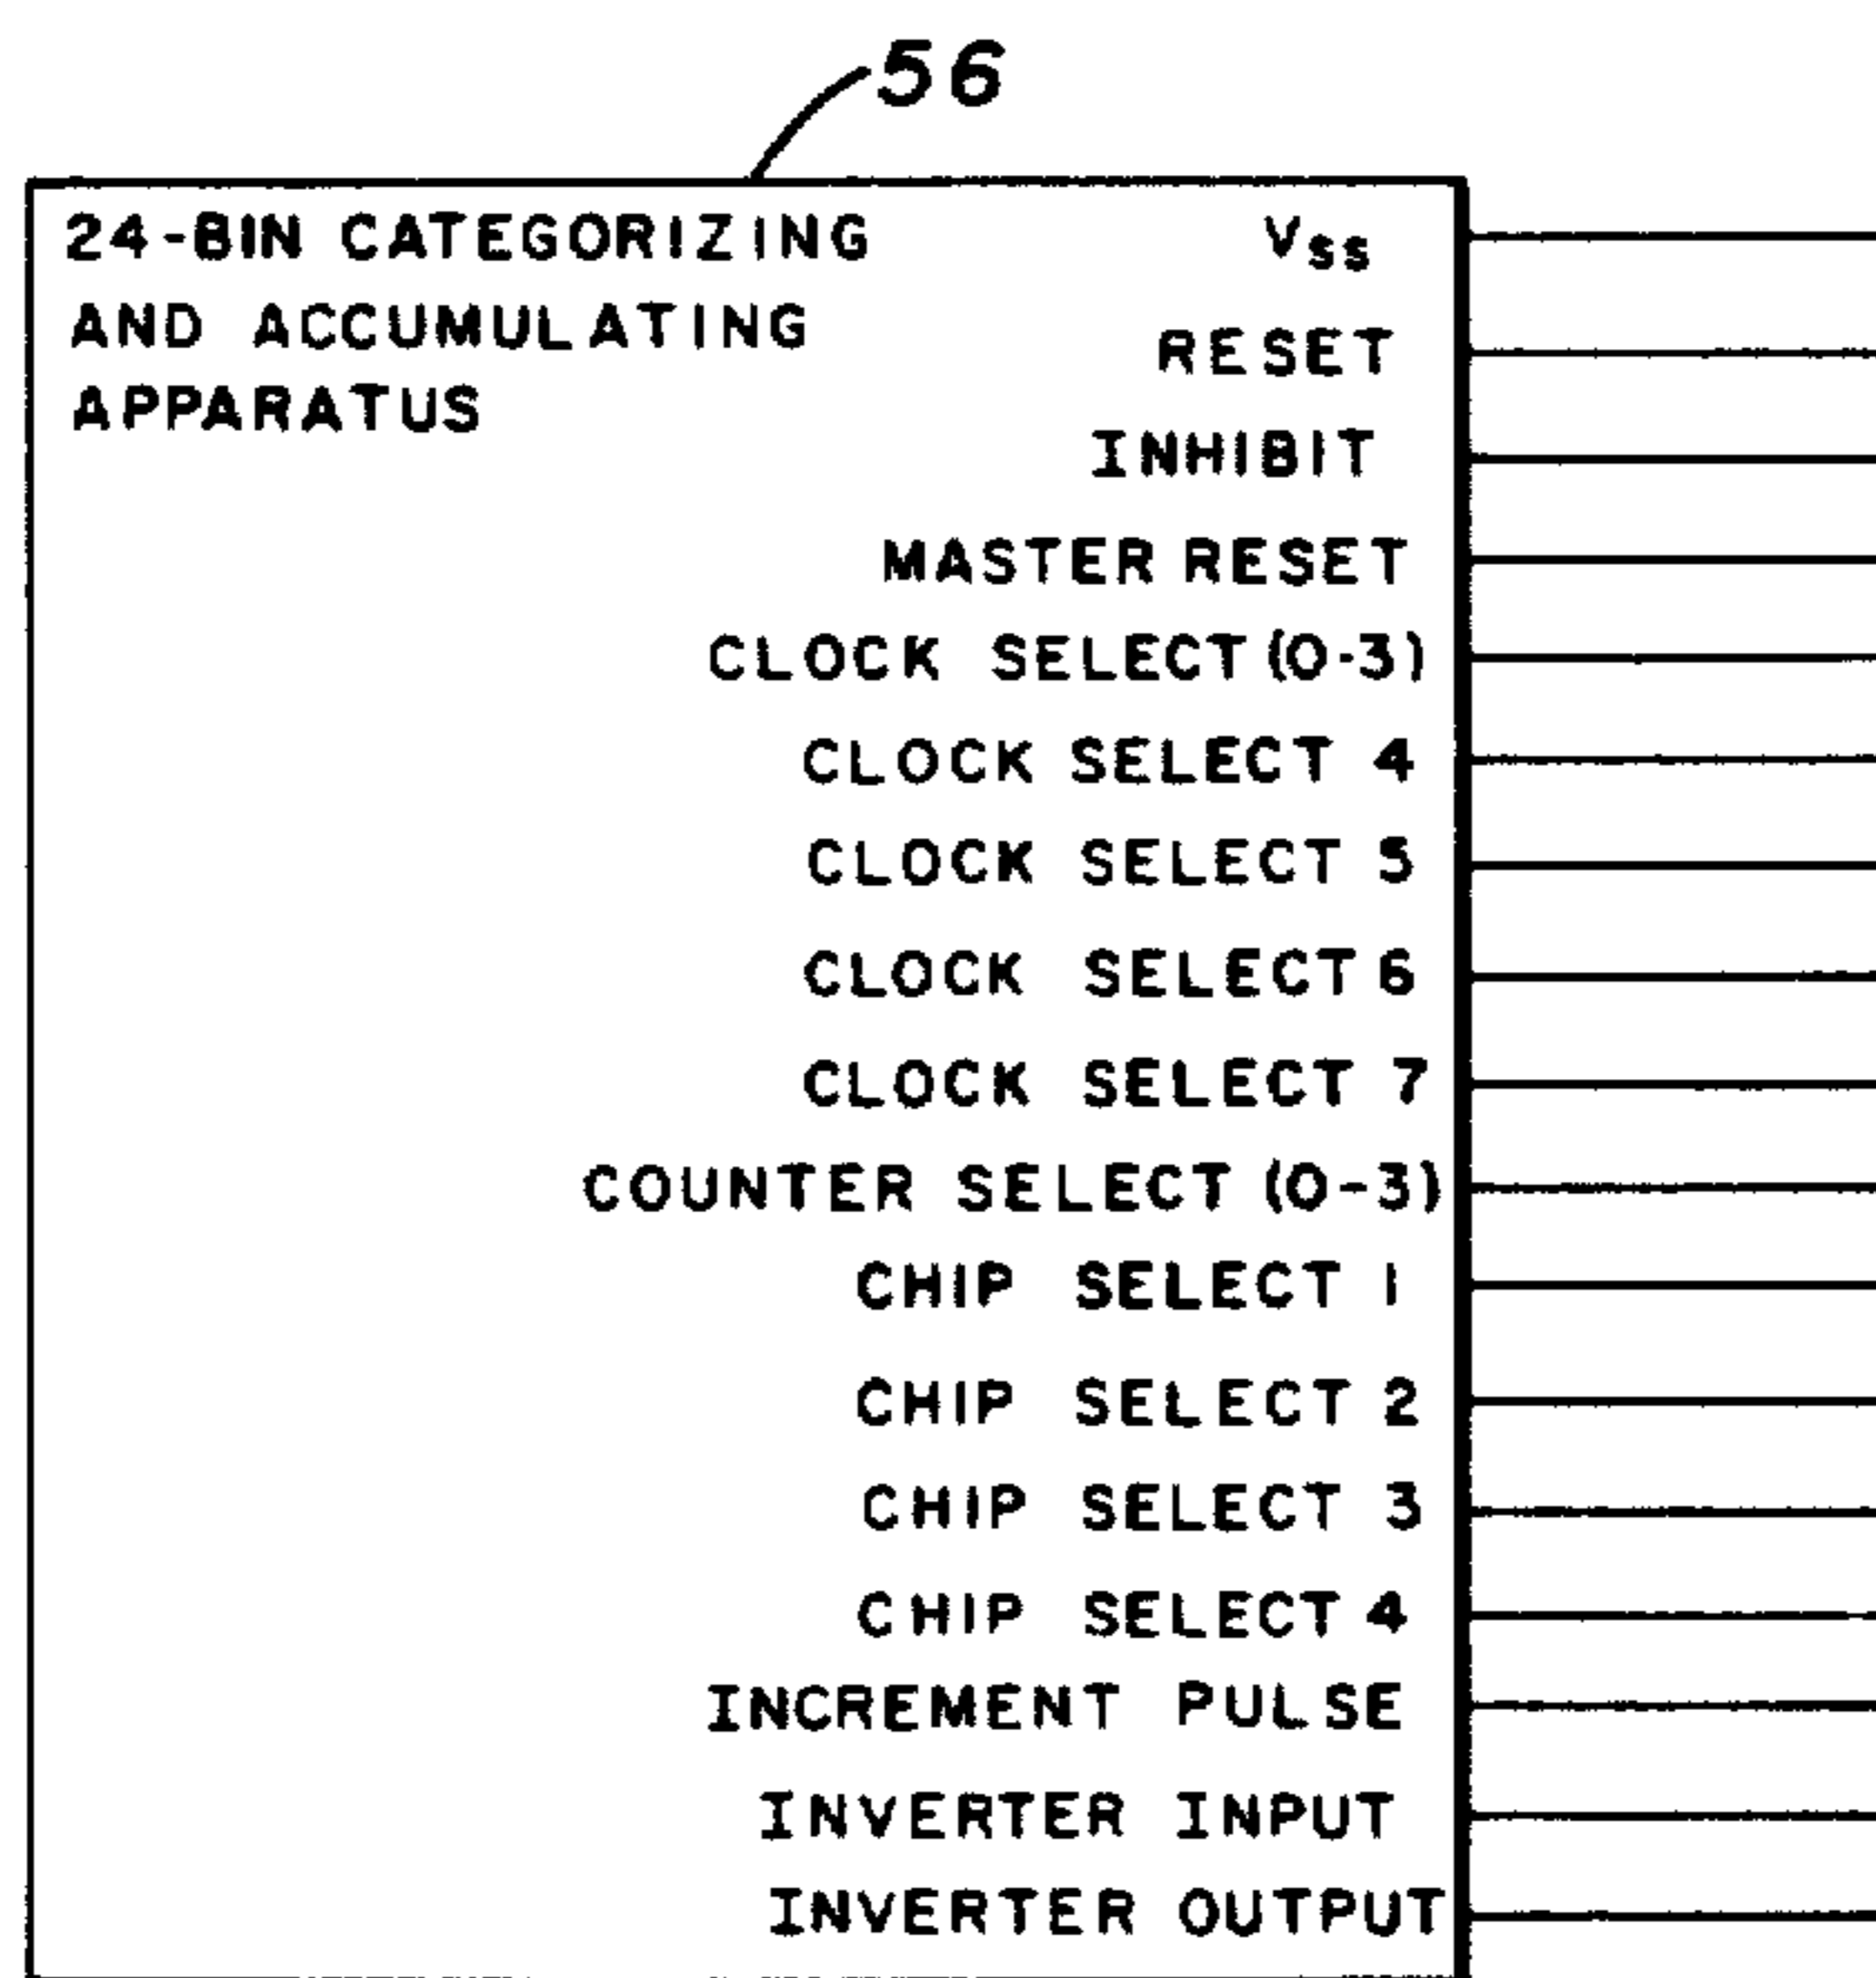 56
24-BIN CATEGORIZING
AND ACCUMULATING
APPARATUS
Vss
RESET
INHIBIT
MASTER RESET
CLOCK SELECT (0-3)
CLOCK SELECT 4
CLOCK SELECT 5
CLOCK SELECT 6
CLOCK SELECT 7
COUNTER SELECT (0-3)
CHIP SELECT 1
CHIP SELECT 2
CHIP SELECT 3
CHIP SELECT 4
INCREMENT PULSE
INVERTER INPUT
INVERTER OUTPUT